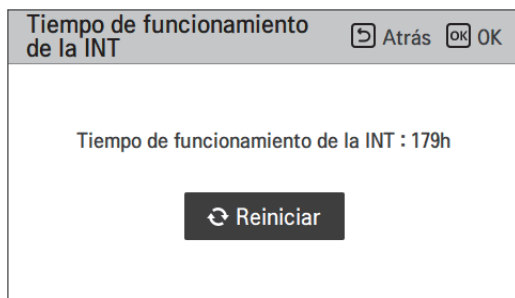 Tiempo de funcionamiento
de la INT
Atrás OK OK
Tiempo de funcionamiento de la INT : 179h
Reiniciar